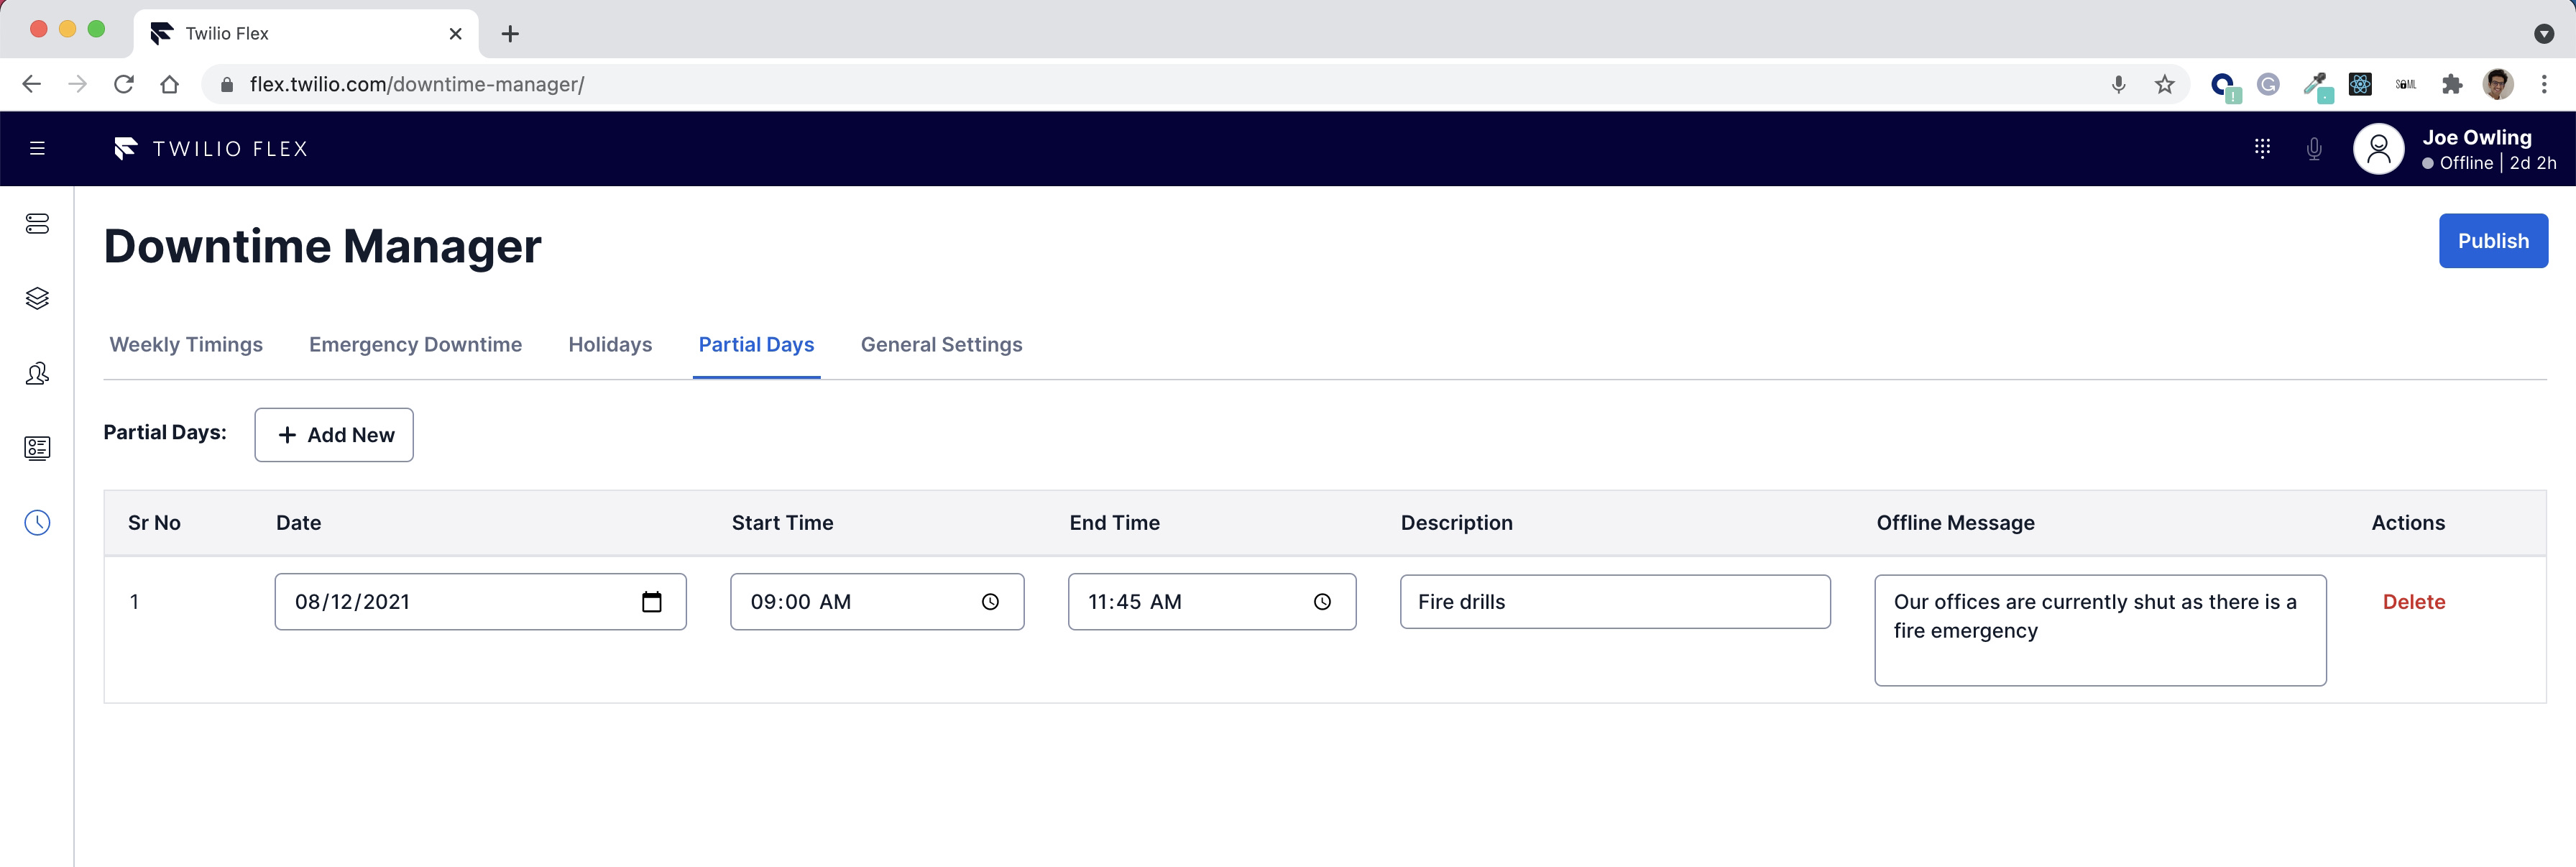 Twilio Flex
flex.twilio.com/downtime-manager/
TWILIO FLEX
Joe Owling
Offline | 2d 2h
Downtime Manager
Publish
Weekly Timings
Emergency Downtime
Holidays
Partial Days
General Settings
Partial Days:
+ Add New
Sr No
Date
Start Time
End Time
Description
Offline Message
Actions
1
08/12/2021
09:00 AM
11:45 AM
Fire drills
Our offices are currently shut as there is a
fire emergency
Delete